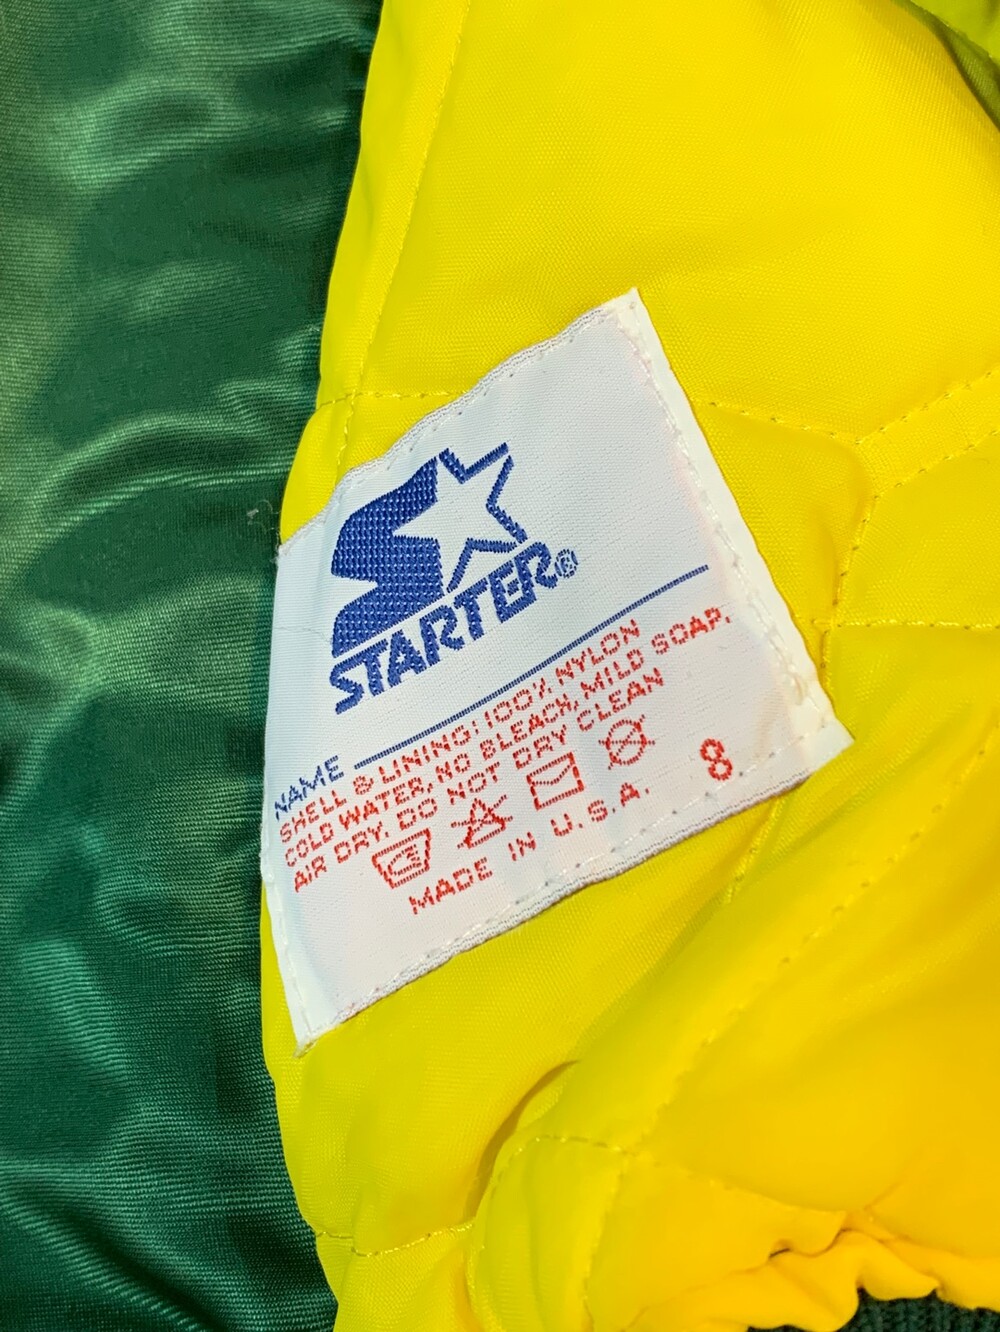 STARTER®
NAME
SHELL & LINING: 100% NYLON
COLD WATER, NO BLEACH, MILD SOAP.
AIR DRY. DO NOT DRY CLEAN
MADE IN U.S.A.
8